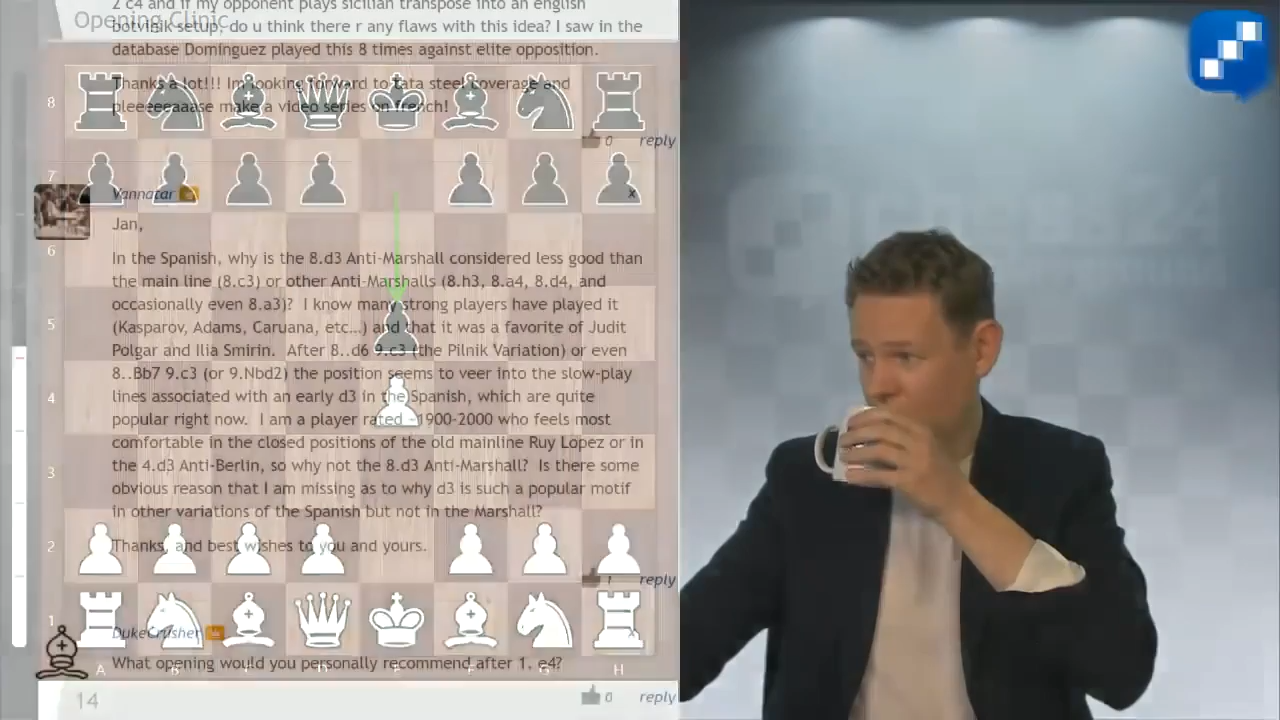 2 c4 and if my opponent plays sicilian transpose into an english
Opening Clinic
botvinik setup, do u think there r any flaws with this idea? I saw in the
database Dominguez played this 8 times against elite opposition.
Thanks a lot!!! Im looking forward to tata steel coverage and
pleeeeeaaase make a video series on french!
0 reply
Vannatar x
Jan,
In the Spanish, why is the 8.d3 Anti-Marshall considered less good than
the main line (8.c3) or other Anti-Marshalls (8.h3, 8.a4, 8.d4, and
occasionally even 8.a3)? I know many strong players have played it
(Kasparov, Adams, Caruana, etc...) and that it was a favorite of Judit
Polgar and Ilia Smirin. After 8..d6 9.c3 (the Pilnik Variation) or even
8..Bb7 9.c3 (or 9.Nbd2) the position seems to veer into the slow-play
lines associated with an early d3 in the Spanish, which are quite
popular right now. I am a player rated ~1900-2000 who feels most
comfortable in the closed positions of the old mainline Ruy Lopez or in
the 4.d3 Anti-Berlin, so why not the 8.d3 Anti-Marshall? Is there some
obvious reason that I am missing as to why d3 is such a popular motif
in other variations of the Spanish but not in the Marshall?
Thanks, and best wishes to you and yours.
1 reply
DukeCrusher
What opening would you personally recommend after 1. e4?
0 reply
14
8
7
6
5
4
3
2
1
A B C D E F G H
chess24